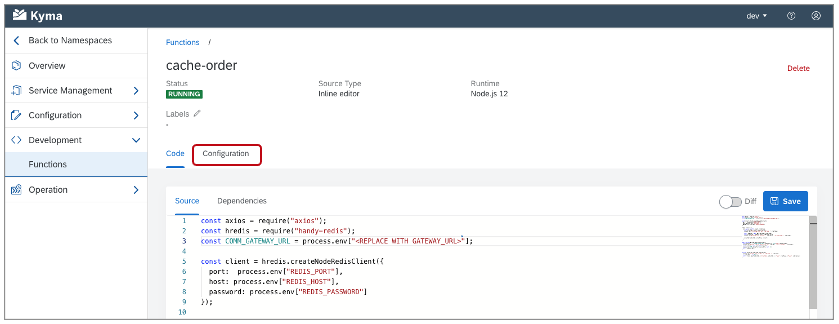 Kyma
dev
Back to Namespaces
Overview
Service Management
Configuration
Development
Functions
Operation
Functions /
cache-order
Delete
Status
Source Type
Runtime
RUNNING
Inline editor
Node.js 12
Labels
-
Code
Configuration
Source
Dependencies
Diff
Save
1 const axios = require("axios");
2 const hredis = require("handy-redis");
3 const COMM_GATEWAY_URL = process.env["<REPLACE WITH GATEWAY_URL>"];
4
5 const client = hredis.createNodeRedisClient({
6 port: process.env["REDIS_PORT"],
7 host: process.env["REDIS_HOST"],
8 password: process.env["REDIS_PASSWORD"]
9 });
10